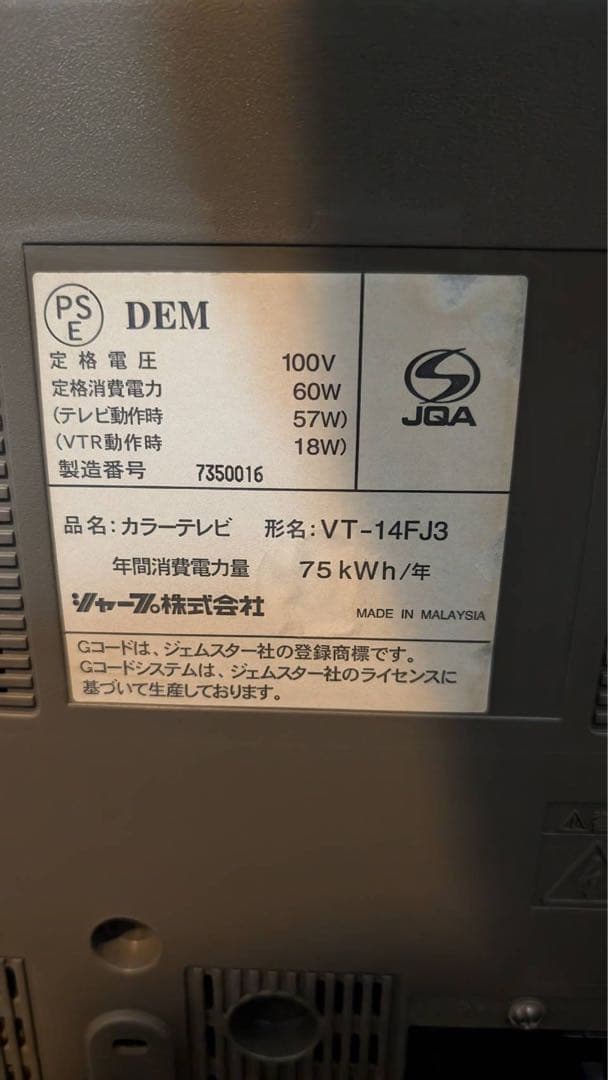 PS
E
DEM
定格電圧 100V
定格消費電力 60W
(テレビ動作時 57W)
(VTR動作時 18W)
製造番号 7350016
JQA
品名:カラーテレビ 形名:VT-14FJ3
年間消費電力量 75kWh/年
シャープ株式会社
MADE IN MALAYSIA
Gコードは、ジェムスター社の登録商標です。
Gコードシステムは、ジェムスター社のライセンスに
基づいて生産しております。